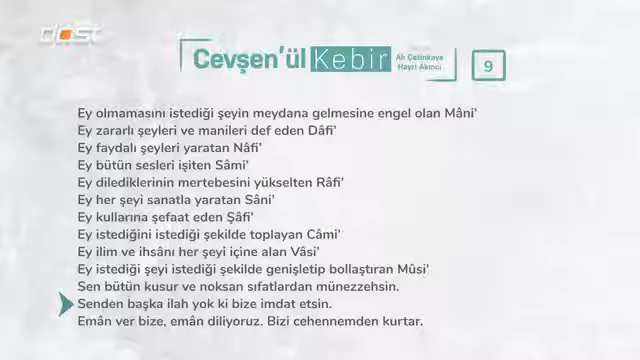 dost
Cevşen'ül Kebir
Ali Çetinkaya
Hayri Akıncı
9
Ey olmamasını istediği şeyin meydana gelmesine engel olan Mâni'
Ey zararlı şeyleri ve manileri def eden Dâfi'
Ey faydalı şeyleri yaratan Nâfi'
Ey bütün sesleri işiten Sâmi'
Ey dilediklerinin mertebesini yükselten Râfi'
Ey her şeyi sanatla yaratan Sâni'
Ey kullarına şefaat eden Şâfi'
Ey istediğini istediği şekilde toplayan Câmi'
Ey ilim ve ihsânı her şeyi içine alan Vâsi'
Ey istediği şeyi istediği şekilde genişletip bollaştıran Mûsi'
Sen bütün kusur ve noksan sıfatlardan münezzehsin.
Senden başka ilah yok ki bize imdat etsin.
Emân ver bize, emân diliyoruz. Bizi cehennemden kurtar.